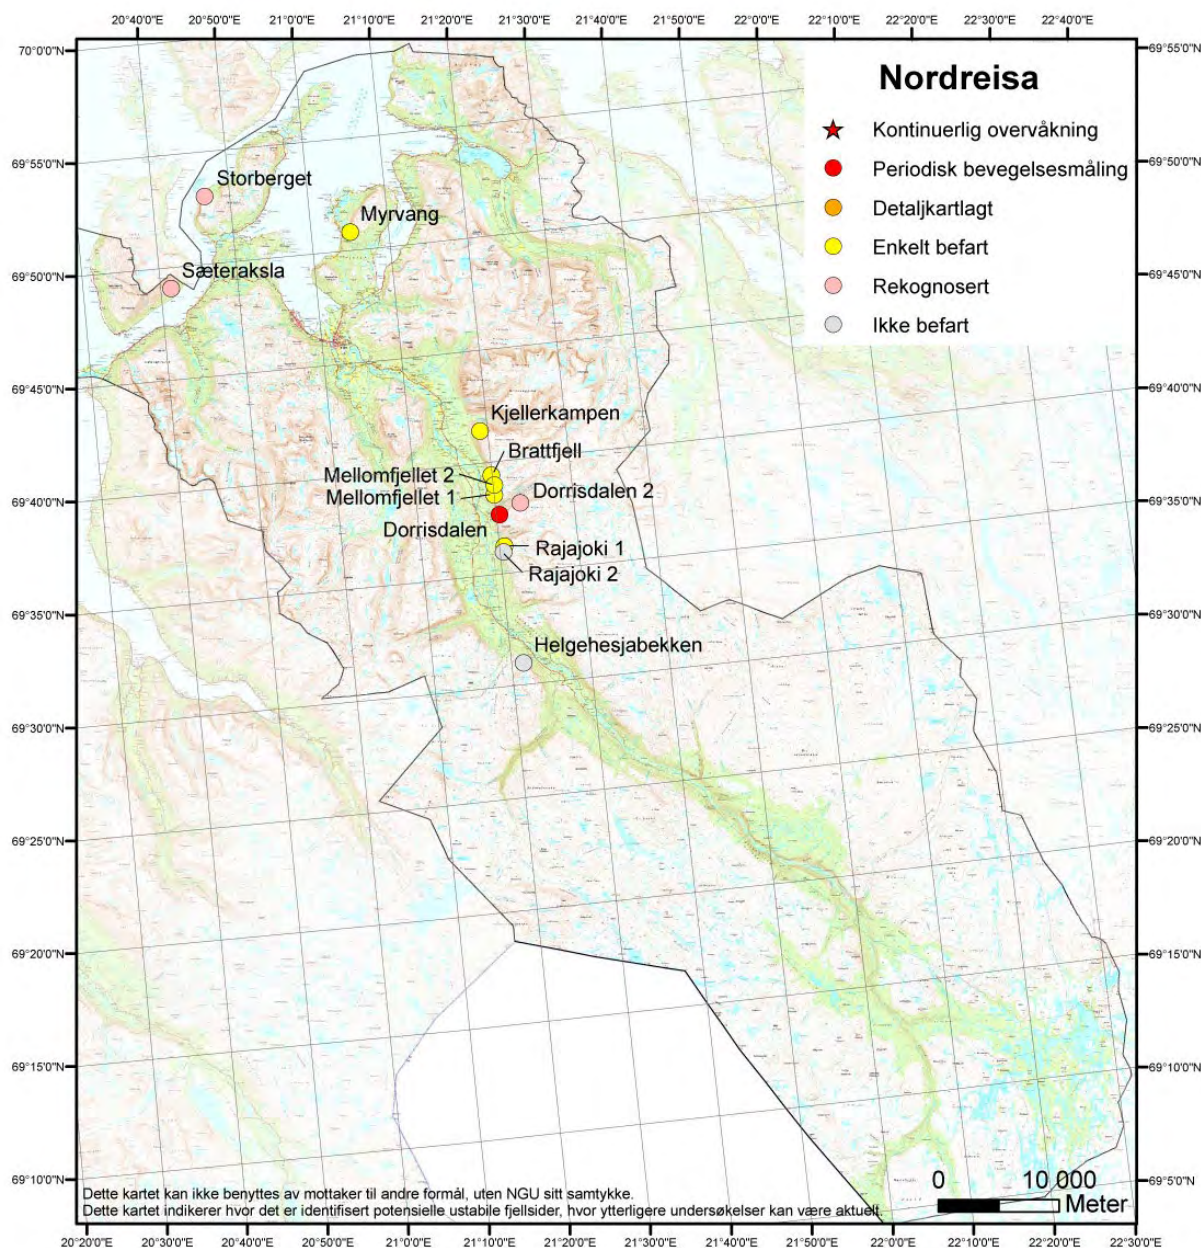 20°40'0"E 20°50'0"E 21°0'0"E 21°10'0"E 21°20'0"E 21°30'0"E 21°40'0"E 21°50'0"E 22°0'0"E 22°10'0"E 22°20'0"E 22°30'0"E 22°40'0"E
70°0'0"N
69°55'0"N
69°50'0"N
69°45'0"N
69°40'0"N
69°35'0"N
69°30'0"N
69°25'0"N
69°20'0"N
69°15'0"N
69°10'0"N
Nordreisa
Kontinuerlig overvåkning
Periodisk bevegelsesmåling
Detaljkartlagt
Enkelt befart
Rekognosert
Ikke befart
Storberget
Myrvang
Sæteraksla
Kjellerkampen
Brattfjell
Mellomfjellet 2
Mellomfjellet 1
Dorrisdalen 2
Dorrisdalen
Rajajoki 1
Rajajoki 2
Helgehesjabekken
69°55'0"N
69°50'0"N
69°45'0"N
69°40'0"N
69°35'0"N
69°30'0"N
69°25'0"N
69°20'0"N
69°15'0"N
69°10'0"N
69°5'0"N
0 10 000
Meter
Dette kartet kan ikke benyttes av mottaker til andre formål, uten NGU sitt samtykke.
Dette kartet indikerer hvor det er identifisert potensielle ustabile fjellsider, hvor ytterligere undersøkelser kan være aktuelt.
20°20'0"E 20°30'0"E 20°40'0"E 20°50'0"E 21°0'0"E 21°10'0"E 21°20'0"E 21°30'0"E 21°40'0"E 21°50'0"E 22°0'0"E 22°10'0"E 22°20'0"E 22°30'0"E